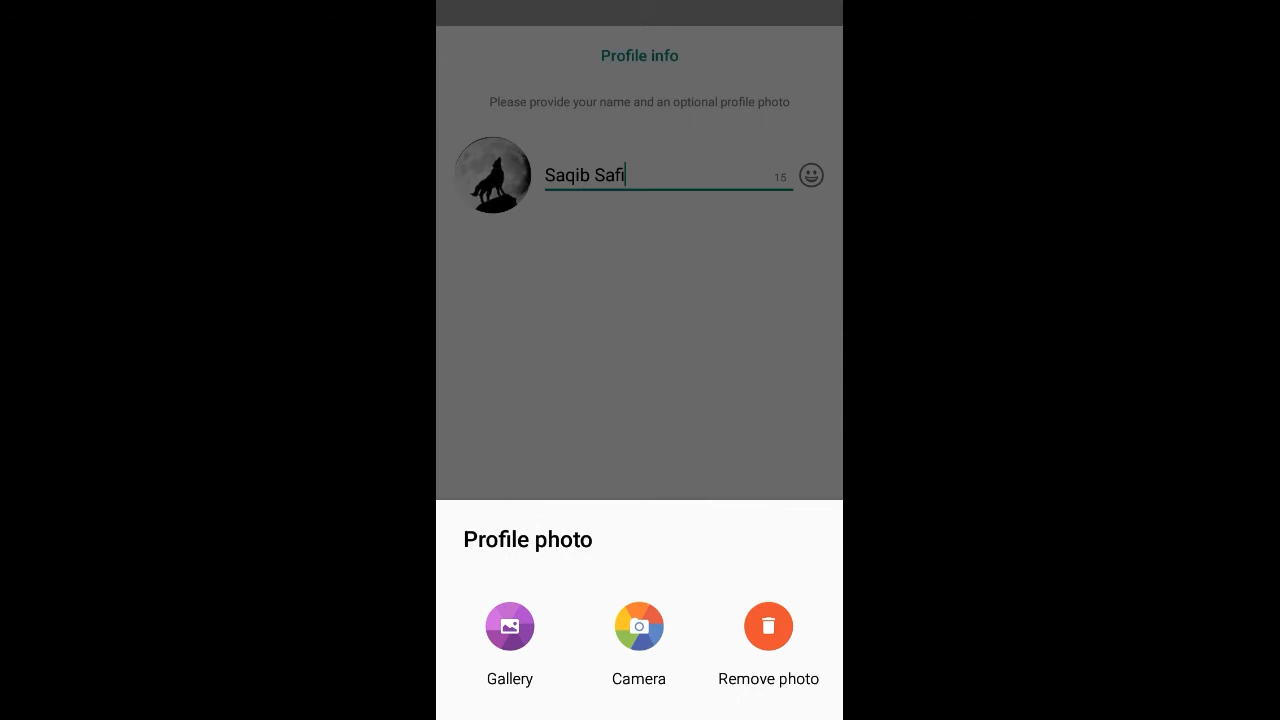 Profile info
Please provide your name and an optional profile photo
Saqib Safi
15
Profile photo
Gallery Camera Remove photo